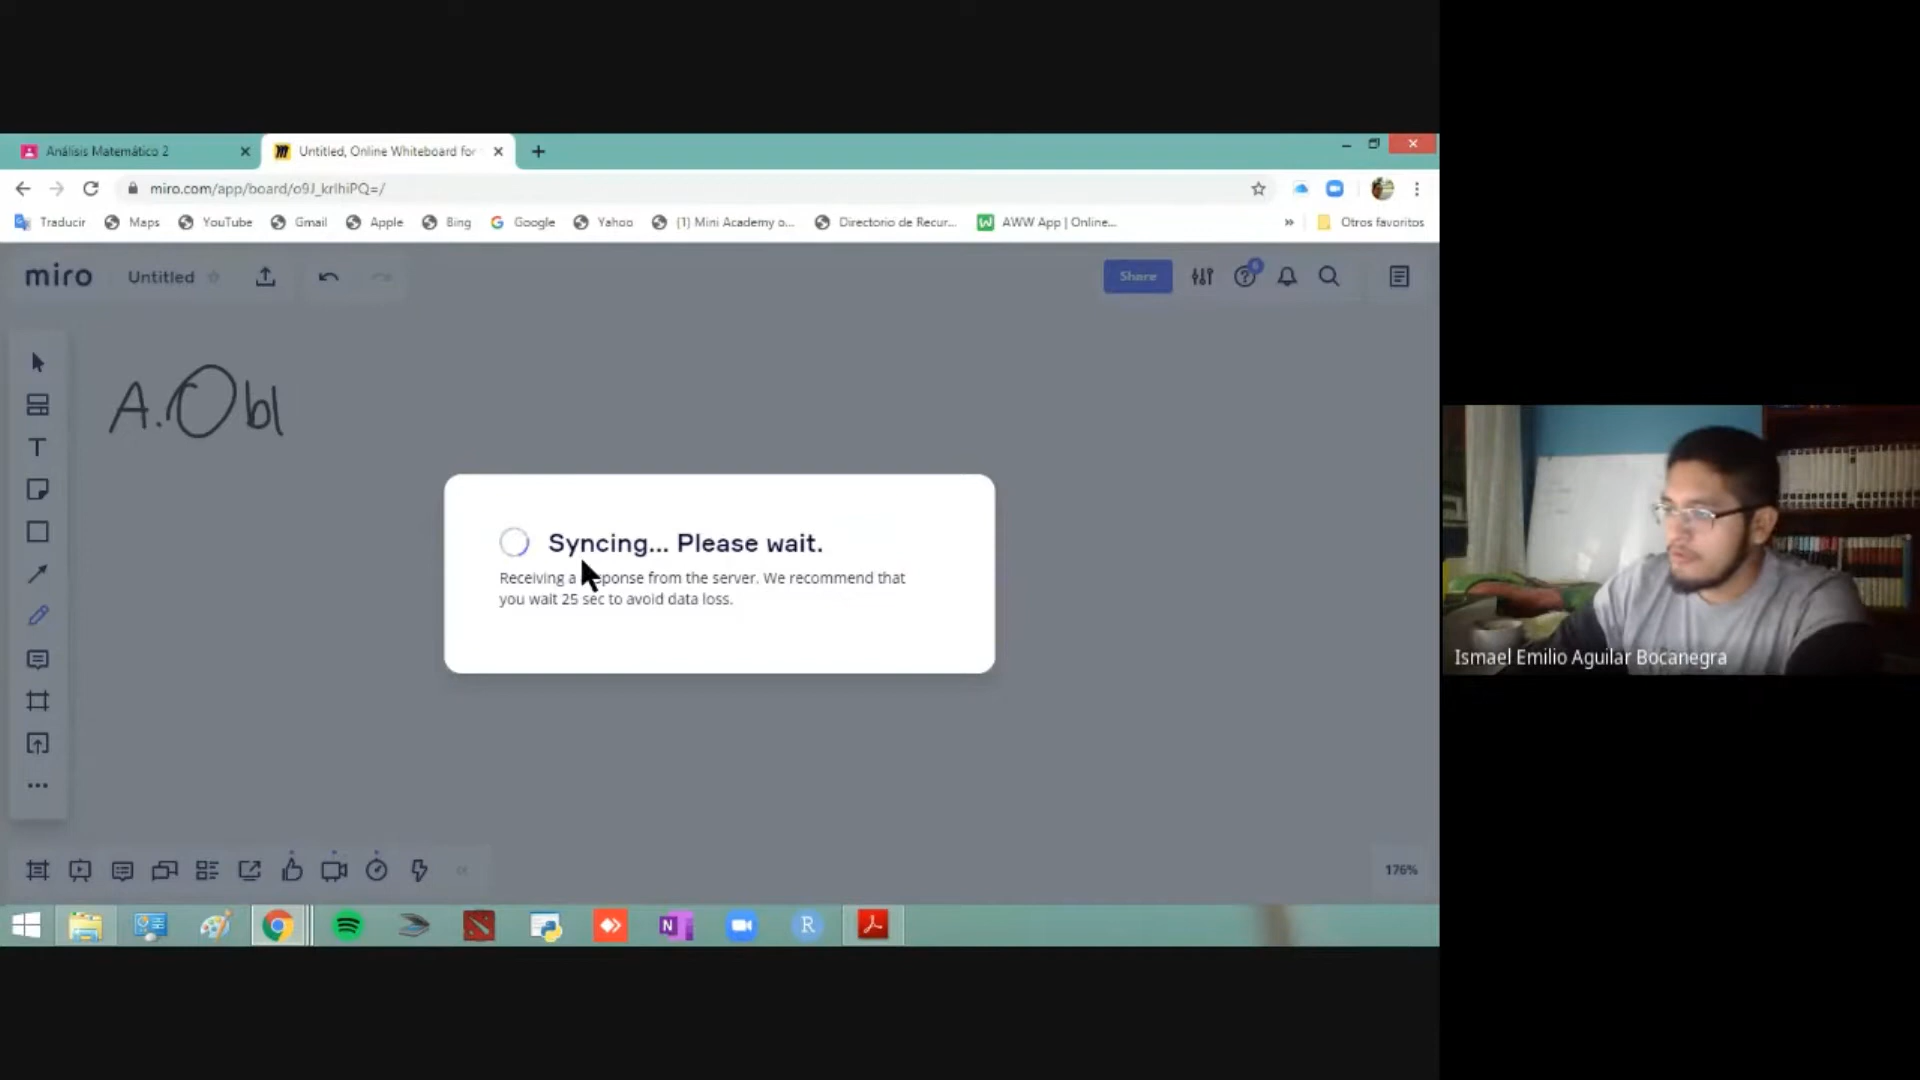 Análisis Matemático 2
Untitled, Online Whiteboard for
miro.com/app/board/o9J_krlhiPQ=/
Traducir Maps YouTube Gmail Apple Bing Google Yahoo (1) Mini Academy o... Directorio de Recur... AWW App | Online... » Otros favoritos
miro Untitled Share 6
A.Obl
Syncing... Please wait.
Receiving a response from the server. We recommend that
you wait 25 sec to avoid data loss.
Ismael Emilio Aguilar Bocanegra
176%